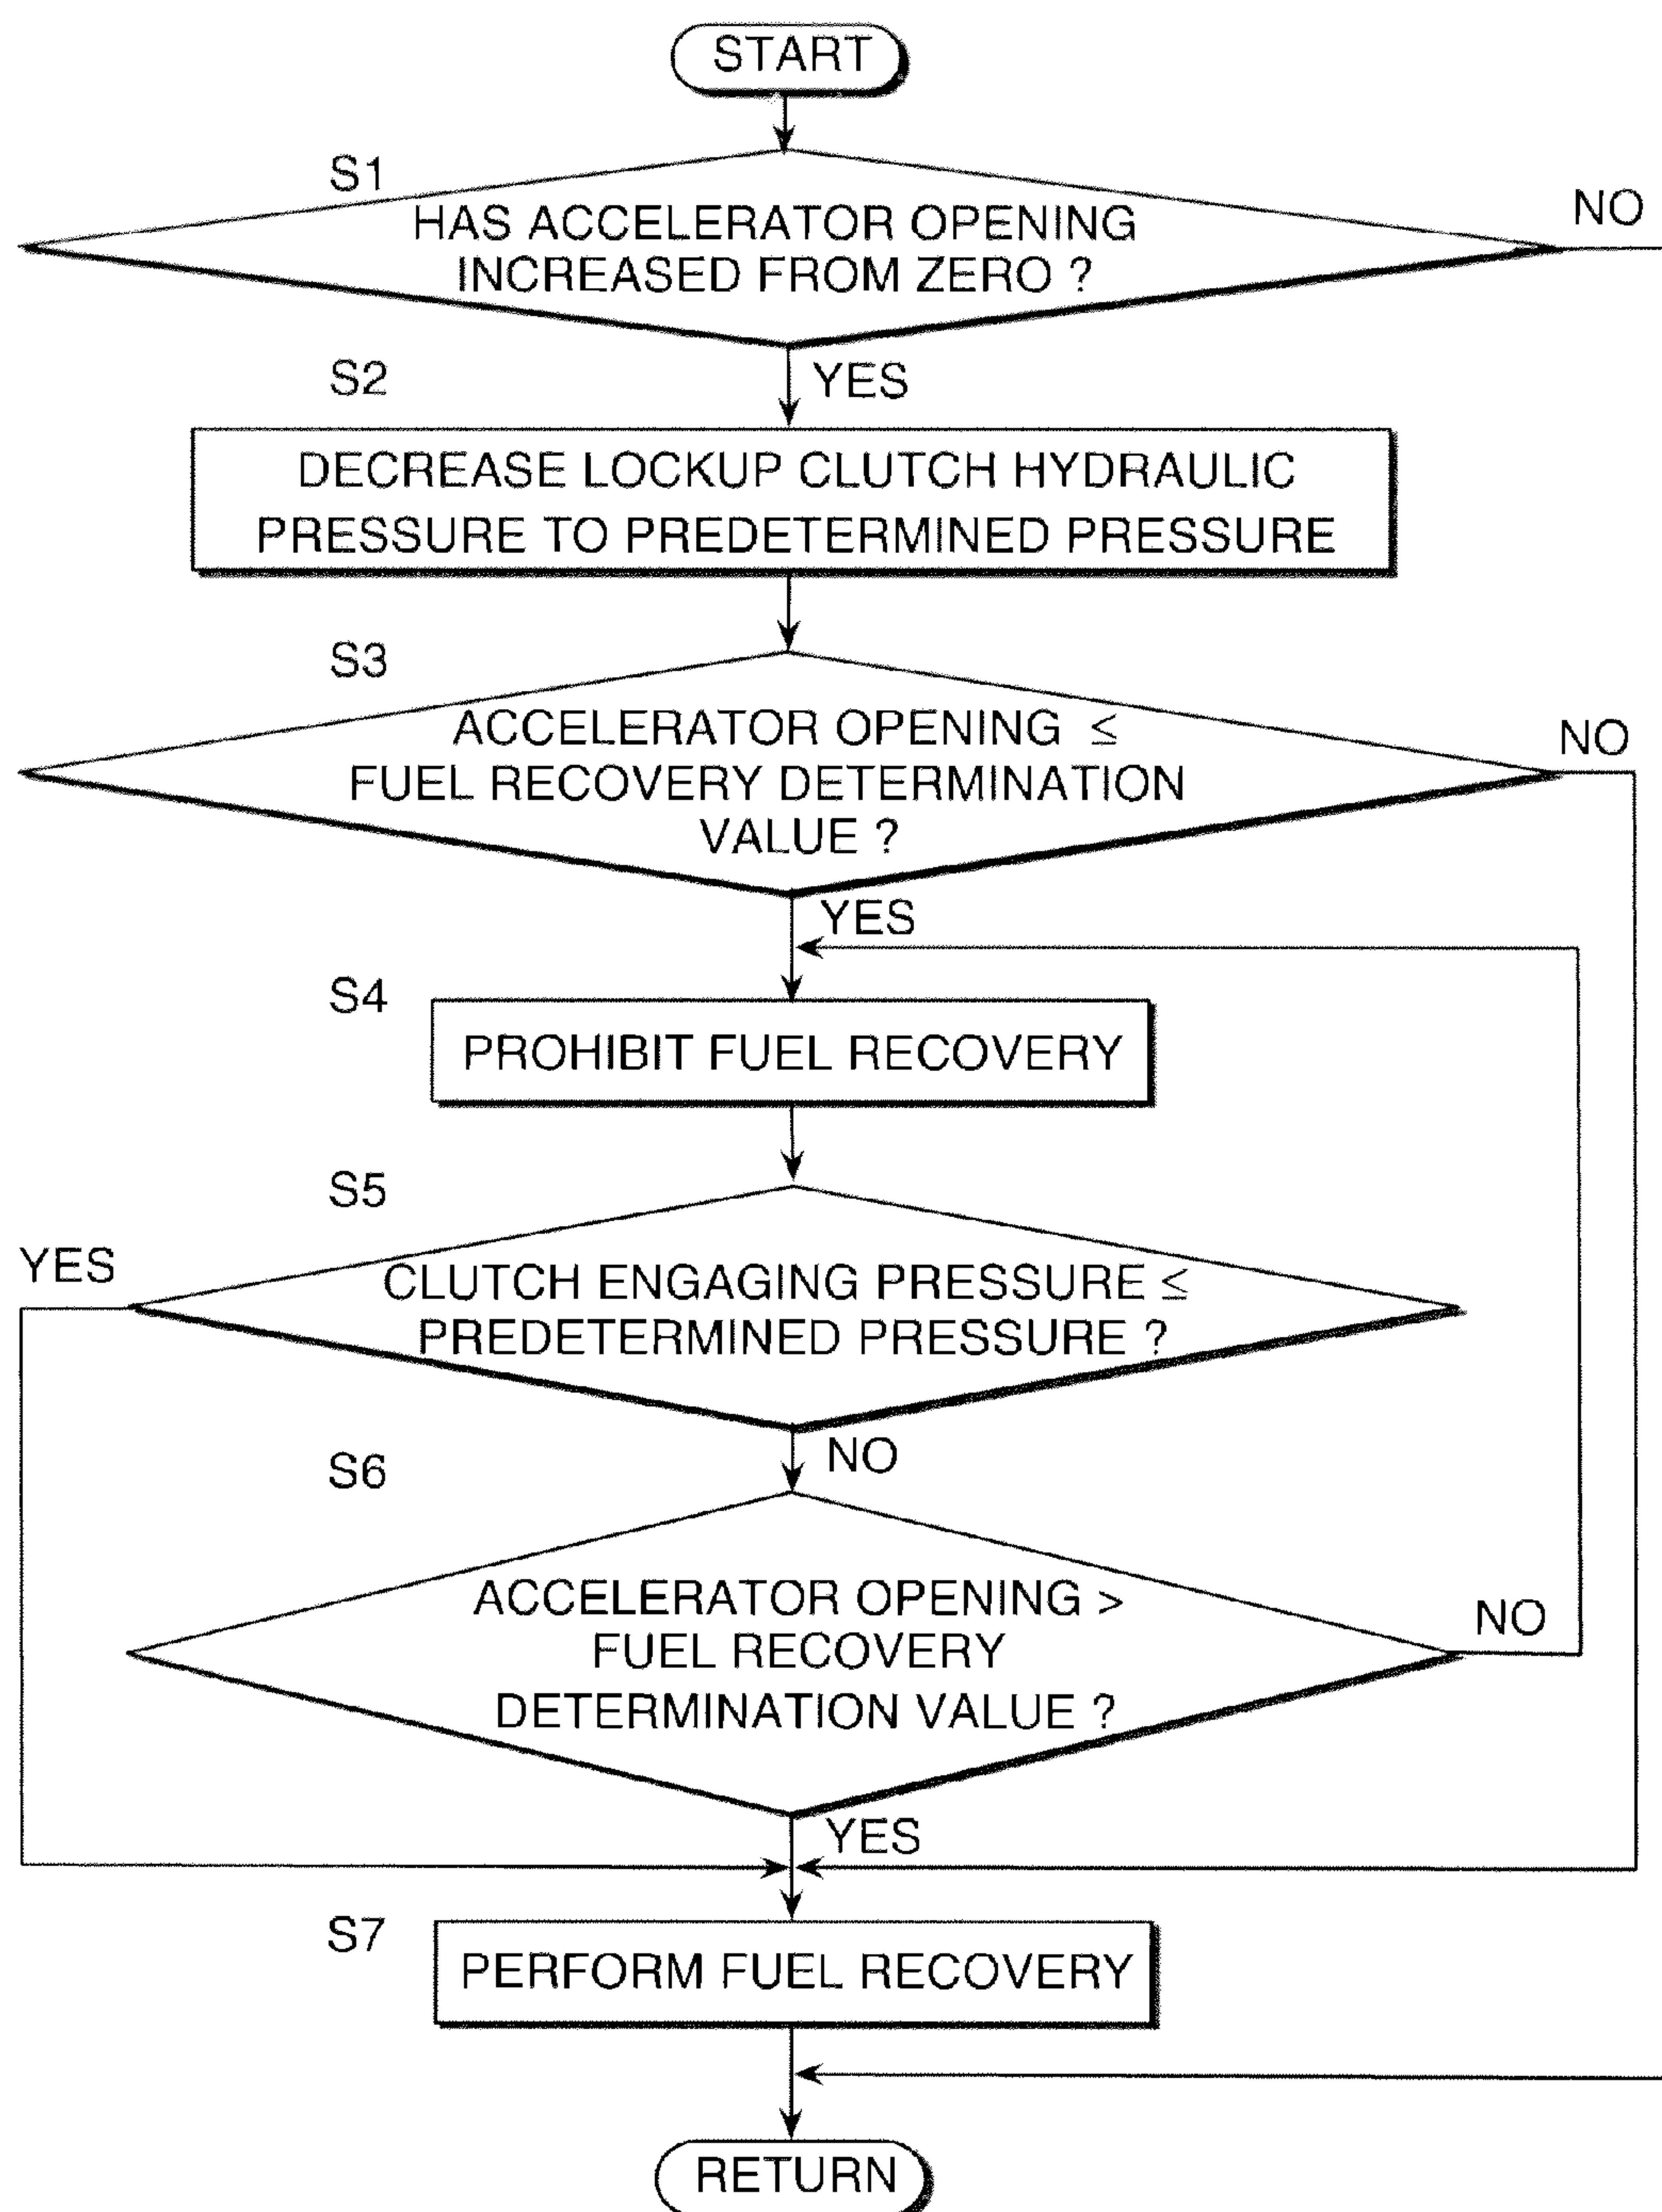 START
S1
NO
HAS ACCELERATOR OPENING
INCREASED FROM ZERO ?
S2
YES
DECREASE LOCKUP CLUTCH HYDRAULIC
PRESSURE TO PREDETERMINED PRESSURE
S3
ACCELERATOR OPENING ≤
NO
FUEL RECOVERY DETERMINATION
VALUE ?
YES
S4
PROHIBIT FUEL RECOVERY
S5
YES
CLUTCH ENGAGING PRESSURE ≤
PREDETERMINED PRESSURE ?
NO
S6
ACCELERATOR OPENING >
NO
FUEL RECOVERY
DETERMINATION VALUE ?
YES
S7
PERFORM FUEL RECOVERY
RETURN